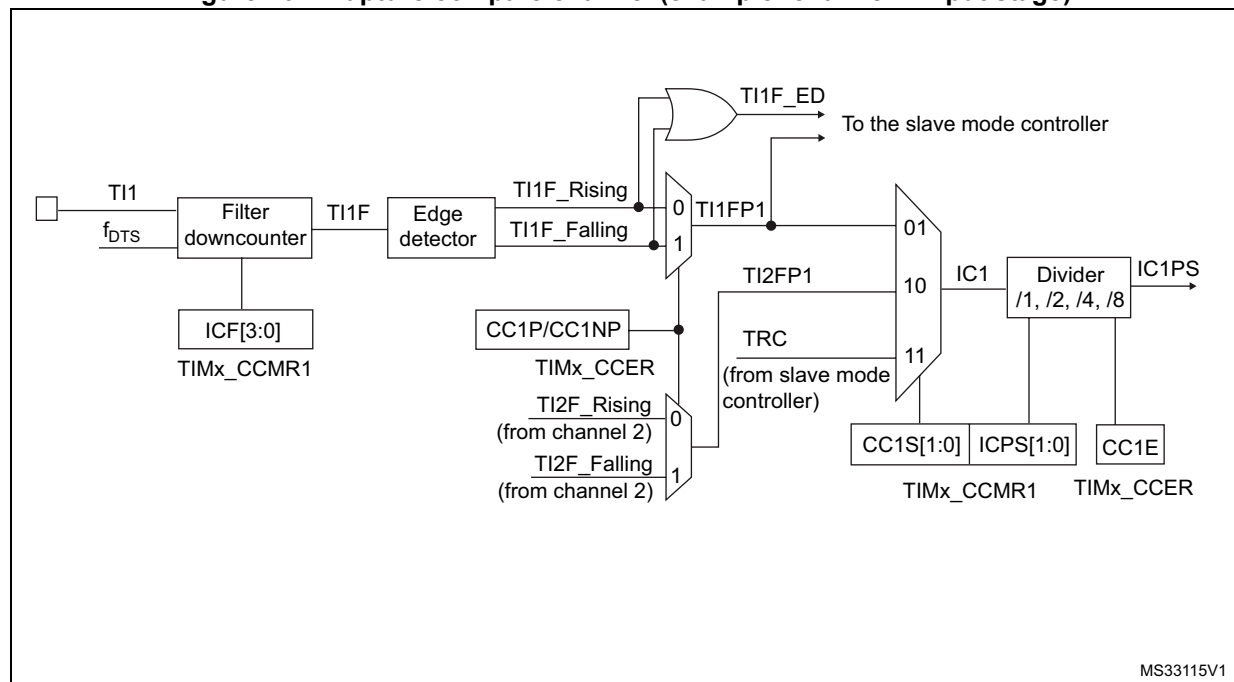 TI1F_ED
To the slave mode controller
TI1
f_DTS
Filter
downcounter
TI1F
Edge
detector
TI1F_Rising
TI1F_Falling
0
1
TI1FP1
01
10
11
TI2FP1
TRC
(from slave mode
controller)
IC1
Divider
/1, /2, /4, /8
IC1PS
ICF[3:0]
TIMx_CCMR1
CC1P/CC1NP
TIMx_CCER
TI2F_Rising
(from channel 2)
TI2F_Falling
(from channel 2)
0
1
CC1S[1:0]
ICPS[1:0]
TIMx_CCMR1
CC1E
TIMx_CCER
MS33115V1